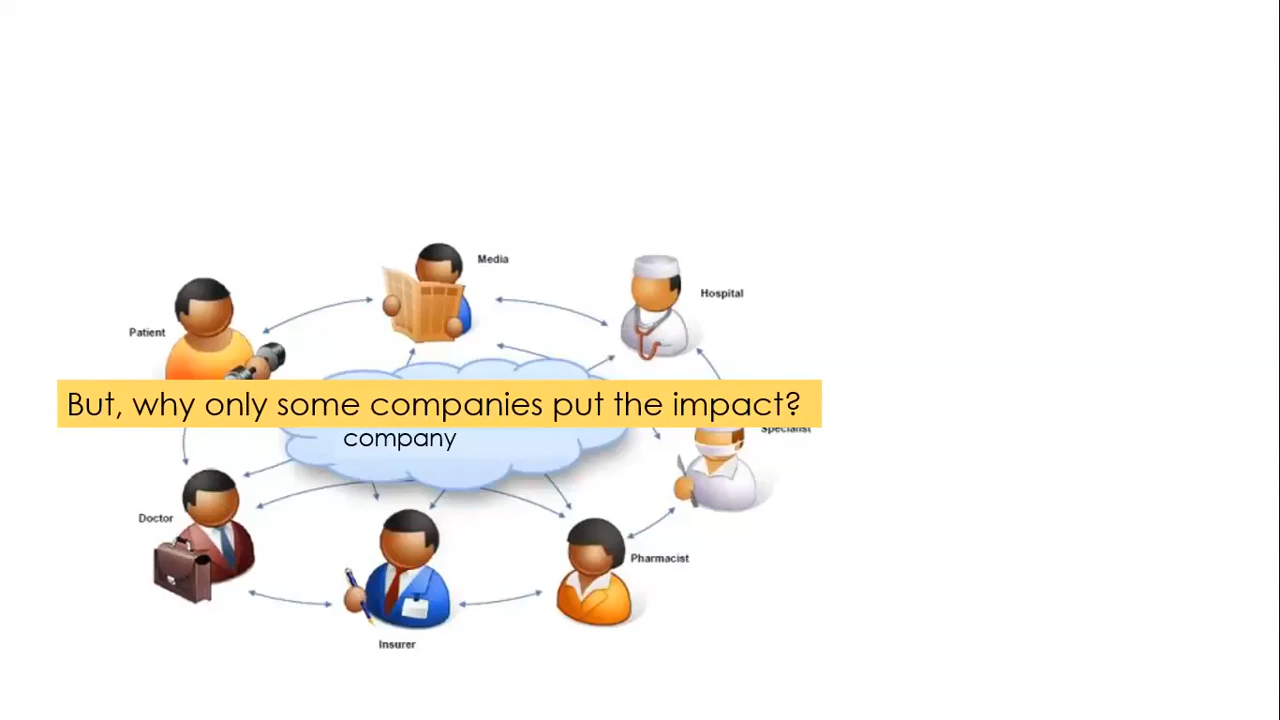 Media
Hospital
Patient
But, why only some companies put the impact?
Specialist
company
Doctor
Pharmacist
Insurer